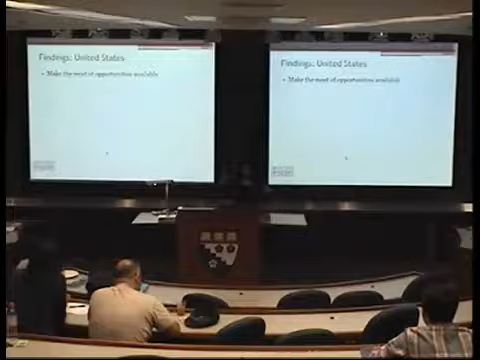 Findings: United States
• Make the most of opportunities available
Findings: United States
• Make the most of opportunities available